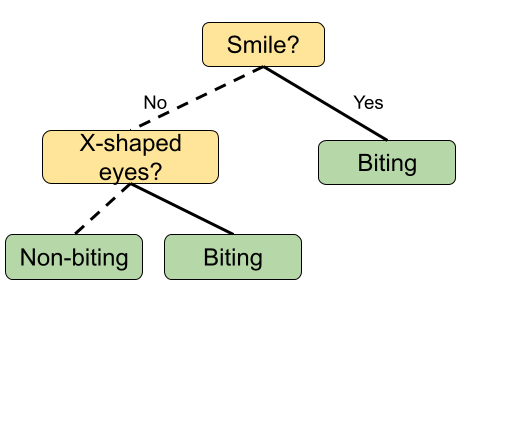 Smile?
No
Yes
X-shaped
eyes?
Biting
Non-biting
Biting